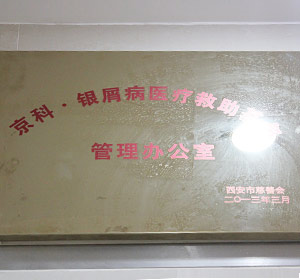 京科·银屑病医疗救助
管理办公室
西安市慈善会
二〇一三年三月